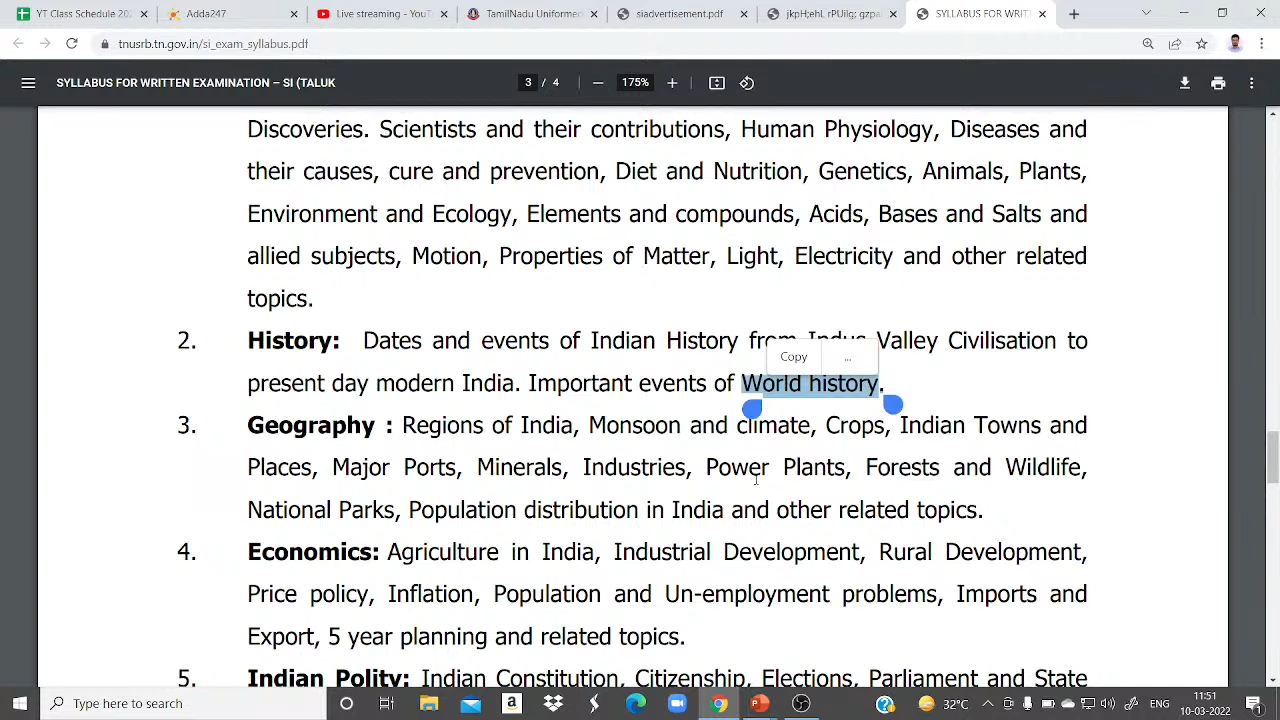 YT Class Schedule 202
Adda247
Live streaming - YouT
TamilNadu Uniformed
siadvertisement.pdf
jkpHehL rPUilg; gzpa
SYLLABUS FOR WRIT
tnusrb.tn.gov.in/si_exam_syllabus.pdf
SYLLABUS FOR WRITTEN EXAMINATION – SI (TALUK
3 / 4
175%
Discoveries. Scientists and their contributions, Human Physiology, Diseases and
their causes, cure and prevention, Diet and Nutrition, Genetics, Animals, Plants,
Environment and Ecology, Elements and compounds, Acids, Bases and Salts and
allied subjects, Motion, Properties of Matter, Light, Electricity and other related
topics.
2. History: Dates and events of Indian History from Indus Valley Civilisation to
Copy ...
present day modern India. Important events of World history.
3. Geography : Regions of India, Monsoon and climate, Crops, Indian Towns and
Places, Major Ports, Minerals, Industries, Power Plants, Forests and Wildlife,
National Parks, Population distribution in India and other related topics.
4. Economics: Agriculture in India, Industrial Development, Rural Development,
Price policy, Inflation, Population and Un-employment problems, Imports and
Export, 5 year planning and related topics.
5. Indian Polity: Indian Constitution, Citizenship, Elections, Parliament and State
Type here to search
32°C
ENG
11:51
10-03-2022